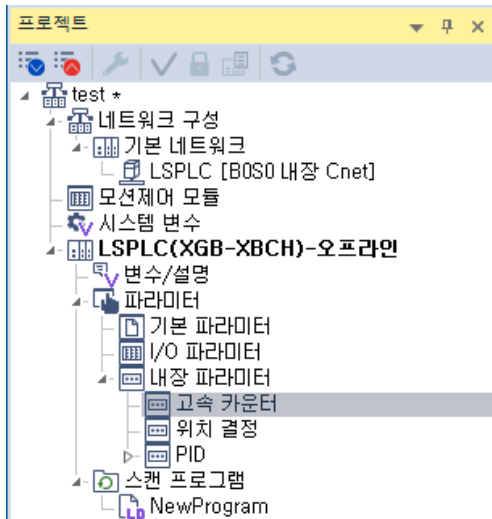 프로젝트
test *
네트워크 구성
기본 네트워크
LSPLC [B0S0 내장 Cnet]
모션제어 모듈
시스템 변수
LSPLC(XGB-XBCH)-오프라인
변수/설명
파라미터
기본 파라미터
I/O 파라미터
내장 파라미터
고속 카운터
위치 결정
PID
스캔 프로그램
NewProgram